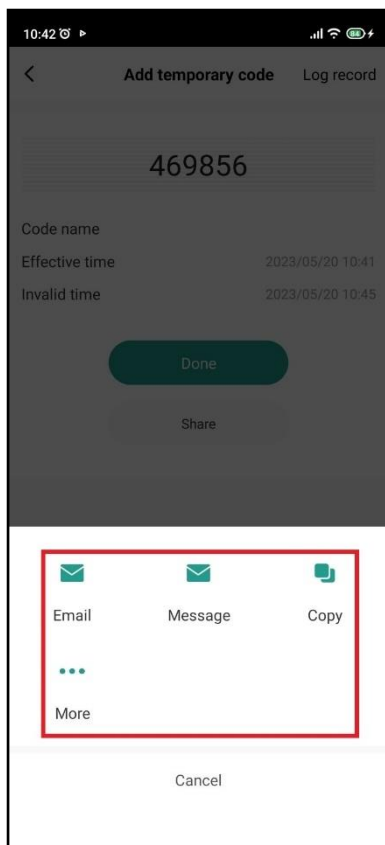 10:42 84
Add temporary code Log record
469856
Code name
Effective time 2023/05/20 10:41
Invalid time 2023/05/20 10:45
Done
Share
Email Message Copy
More
Cancel